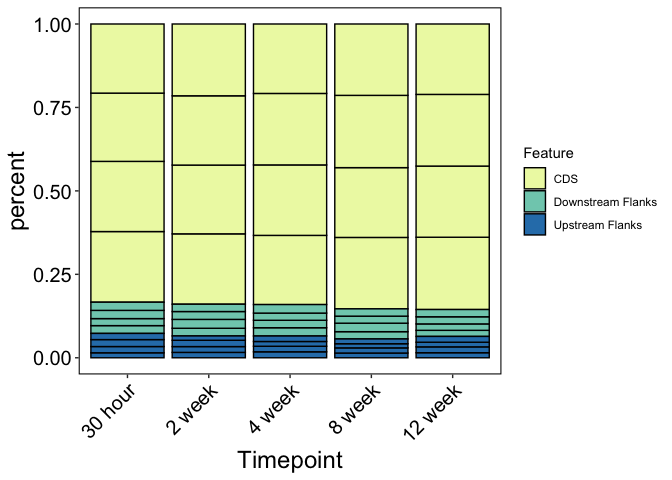 1.00
0.75
0.50
0.25
0.00
percent
30 hour
2 week
4 week
8 week
12 week
Timepoint
Feature
CDS
Downstream Flanks
Upstream Flanks